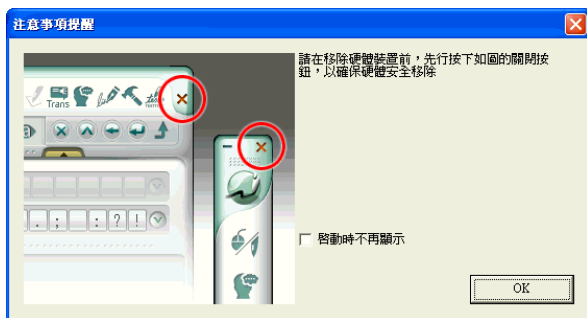 注意事項提醒
請在移除硬體裝置前，先行按下如圖的關閉按
鈕，以確保硬體安全移除
Trans
. ; : ? !
啓動時不再顯示
OK